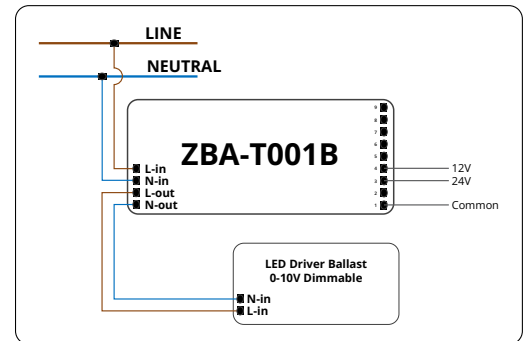 LINE
NEUTRAL
ZBA-T001B
L-in
N-in
L-out
N-out
9
8
7
6
5
4
3
2
1
12V
24V
Common
LED Driver Ballast
0-10V Dimmable
N-in
L-in